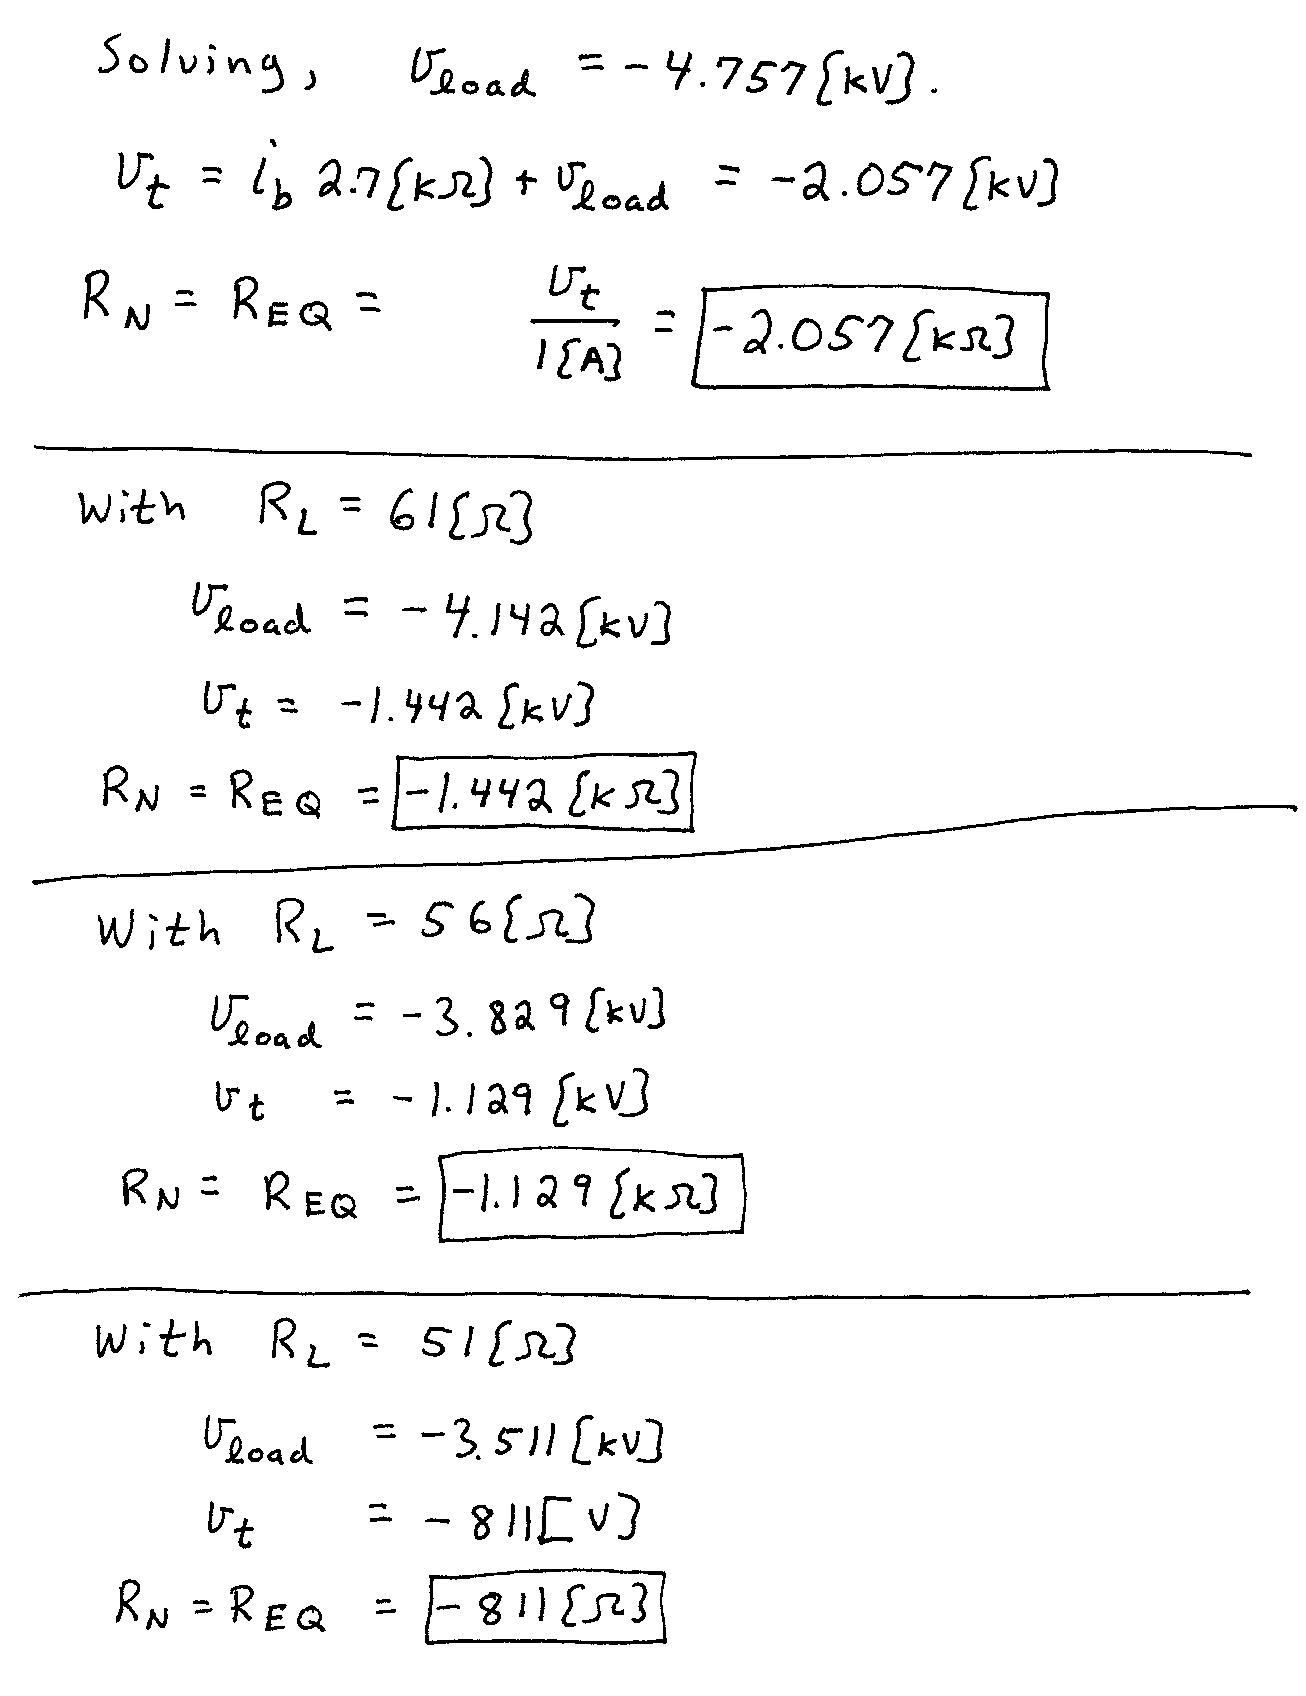 Solving, v_load = -4.757[kV].
v_t = i_b 2.7[kΩ] + v_load = -2.057[kV]
R_N = R_EQ = v_t / 1[A] = -2.057[kΩ]
With R_L = 61[Ω]
v_load = -4.142[kV]
v_t = -1.442[kV]
R_N = R_EQ = -1.442[kΩ]
With R_L = 56[Ω]
v_load = -3.829[kV]
v_t = -1.129[kV]
R_N = R_EQ = -1.129[kΩ]
With R_L = 51[Ω]
v_load = -3.511[kV]
v_t = -811[V]
R_N = R_EQ = -811[Ω]